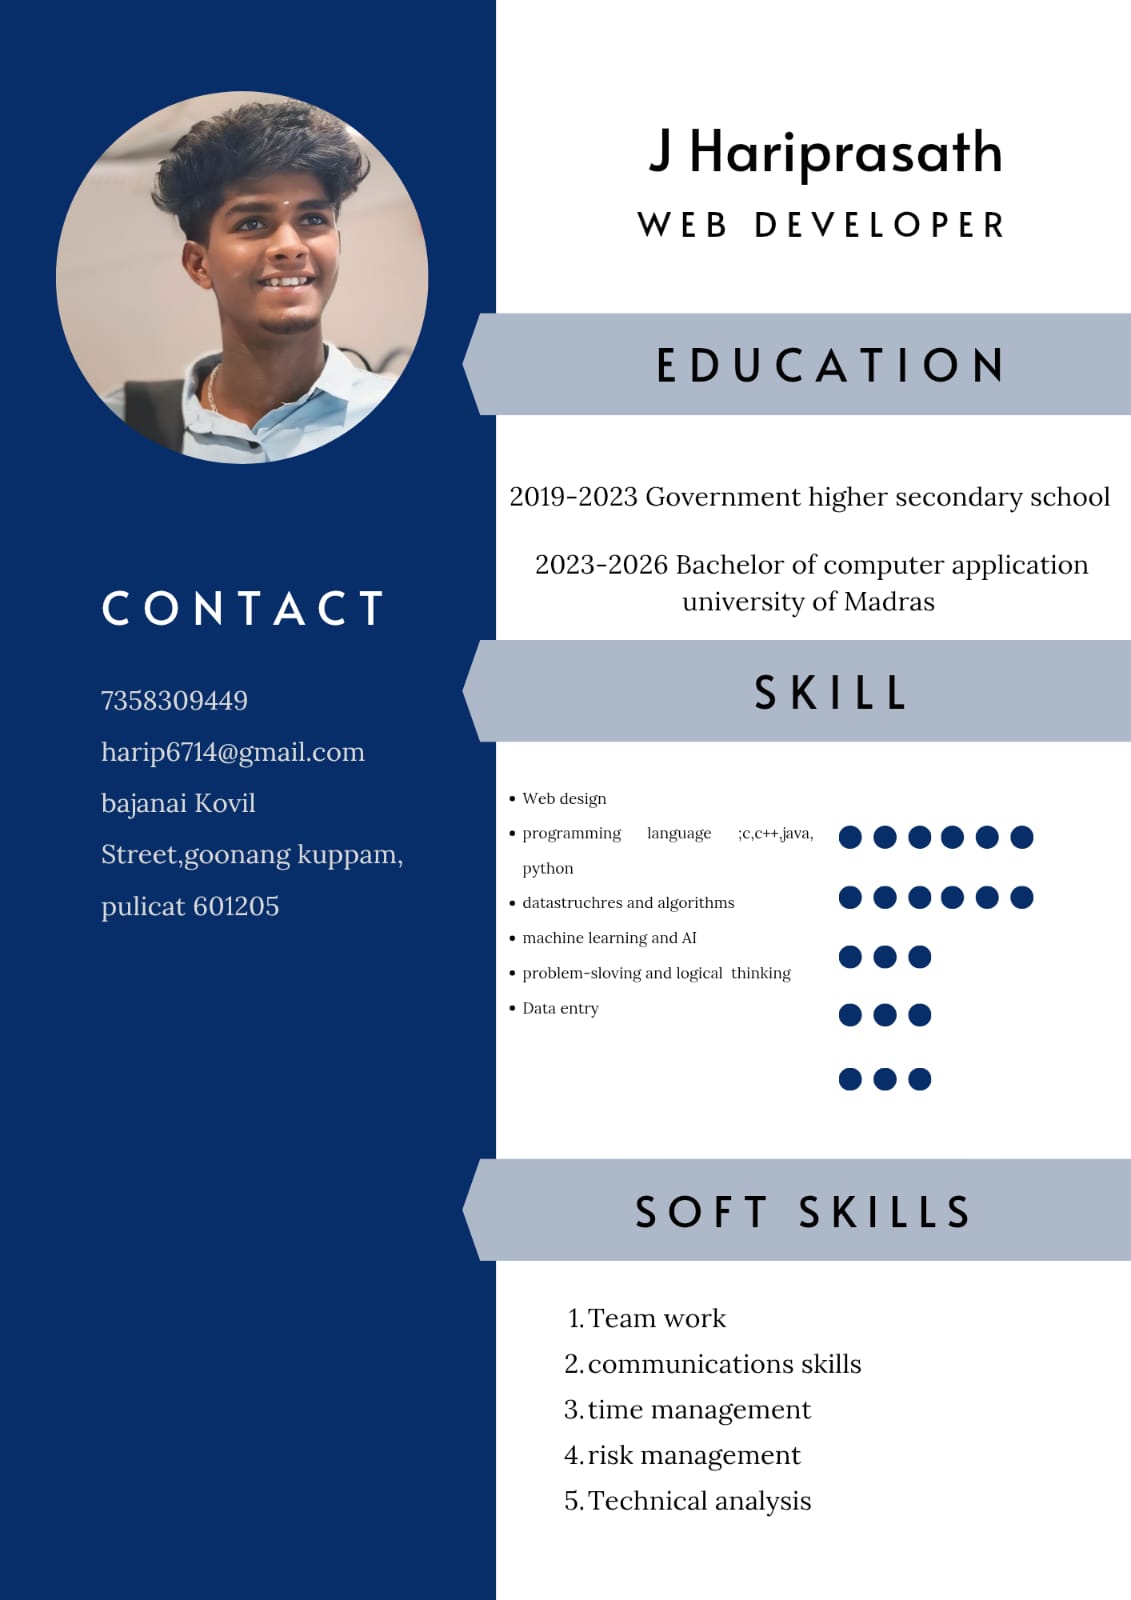 J Hariprasath
WEB DEVELOPER
EDUCATION
2019-2023 Government higher secondary school
2023-2026 Bachelor of computer application
university of Madras
CONTACT
7358309449
harip6714@gmail.com
bajanai Kovil
Street,goonang kuppam,
pulicat 601205
SKILL
• Web design
• programming language ;c,c++,java,
python
• datastruchres and algorithms
• machine learning and AI
• problem-sloving and logical thinking
• Data entry
SOFT SKILLS
1. Team work
2. communications skills
3. time management
4. risk management
5. Technical analysis